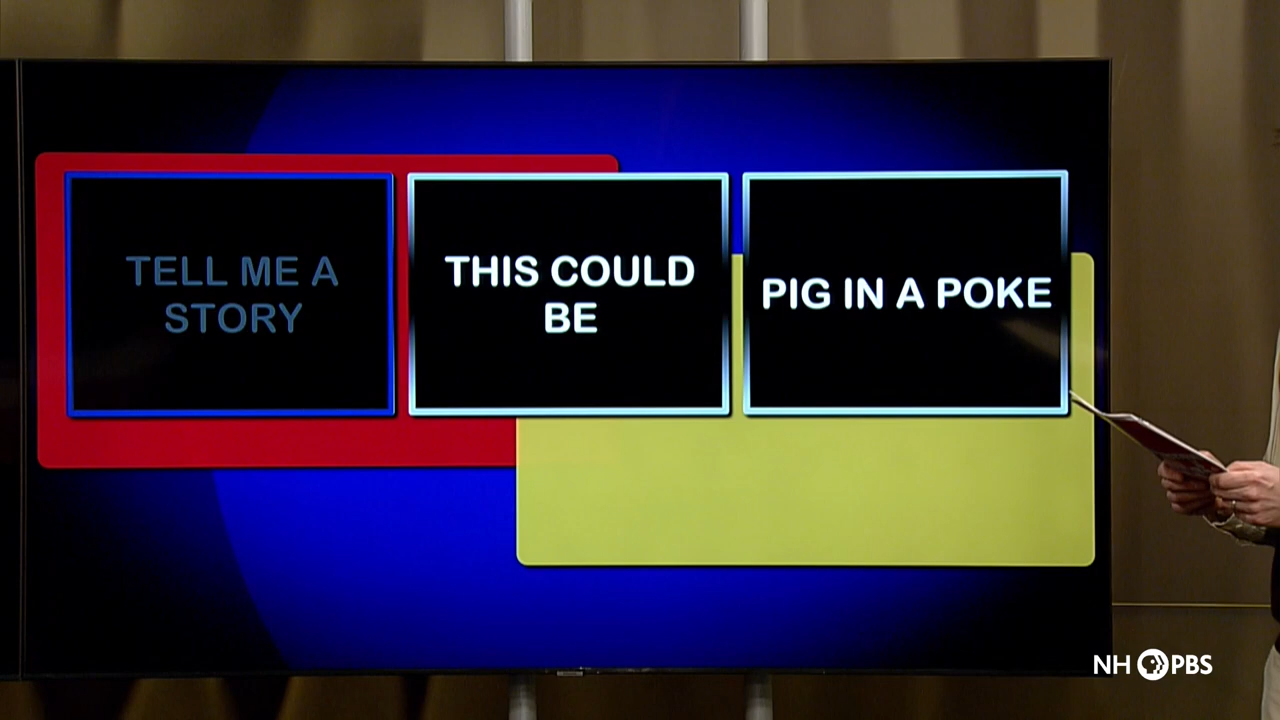 TELL ME A
STORY
THIS COULD
BE
PIG IN A POKE
NH PBS